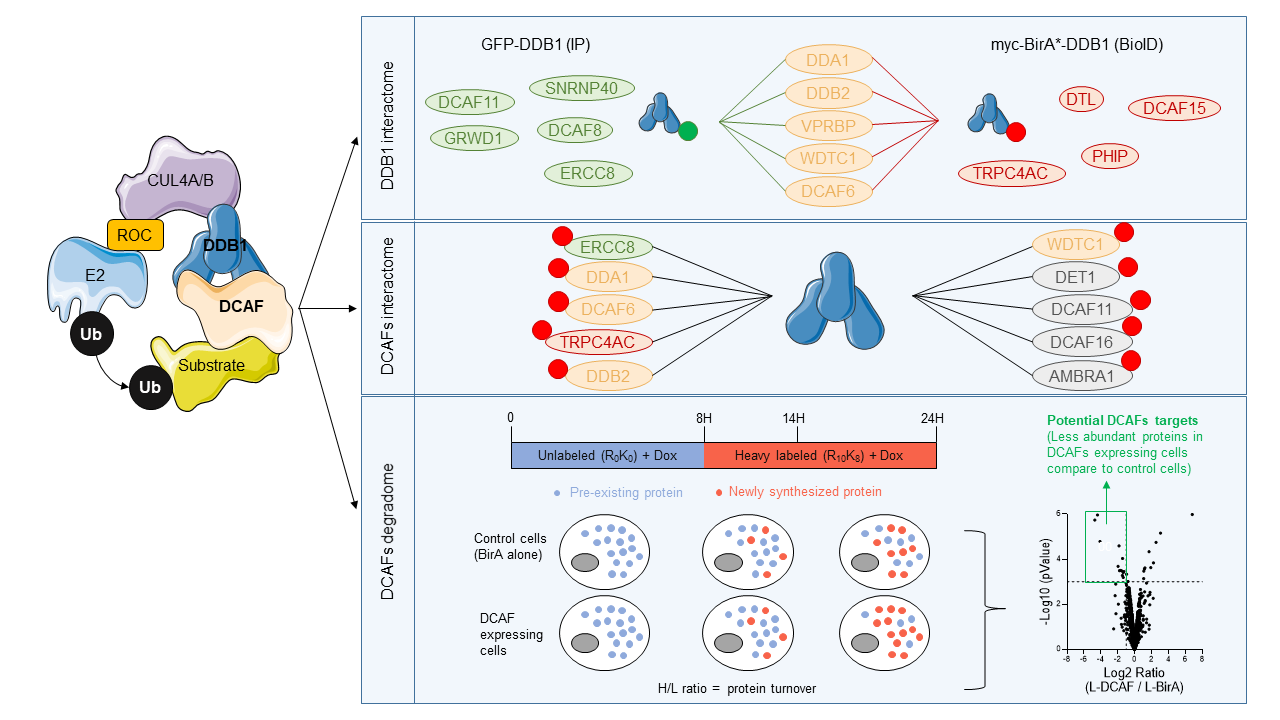 CUL4A/B
ROC
DDB1
E2
DCAF
Ub
Substrate
Ub
DDB1 interactome
GFP-DDB1 (IP)
myc-BirA*-DDB1 (BioID)
DCAF11
SNRNP40
GRWD1
DCAF8
ERCC8
DDA1
DDB2
VPRBP
WDTC1
DCAF6
DTL
DCAF15
PHIP
TRPC4AC
DCAFs interactome
ERCC8
DDA1
DCAF6
TRPC4AC
DDB2
WDTC1
DET1
DCAF11
DCAF16
AMBRA1
DCAFs degradome
0
8H
14H
24H
Unlabeled (R0K0) + Dox
Heavy labeled (R10K8) + Dox
Pre-existing protein
Newly synthesized protein
Control cells
(BirA alone)
DCAF
expressing
cells
H/L ratio = protein turnover
Potential DCAFs targets
(Less abundant proteins in
DCAFs expressing cells
compare to control cells)
-Log10 (pValue)
6
4
2
0
-8 -6 -4 -2 0 2 4 6 8
Log2 Ratio
(L-DCAF / L-BirA)